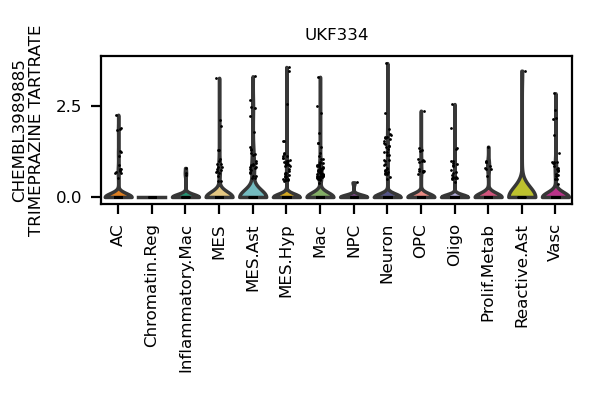 UKF334
CHEMBL3989885
TRIMEPRAZINE TARTRATE
2.5
0.0
AC
Chromatin.Reg
Inflammatory.Mac
MES
MES.Ast
MES.Hyp
Mac
NPC
Neuron
OPC
Oligo
Prolif.Metab
Reactive.Ast
Vasc